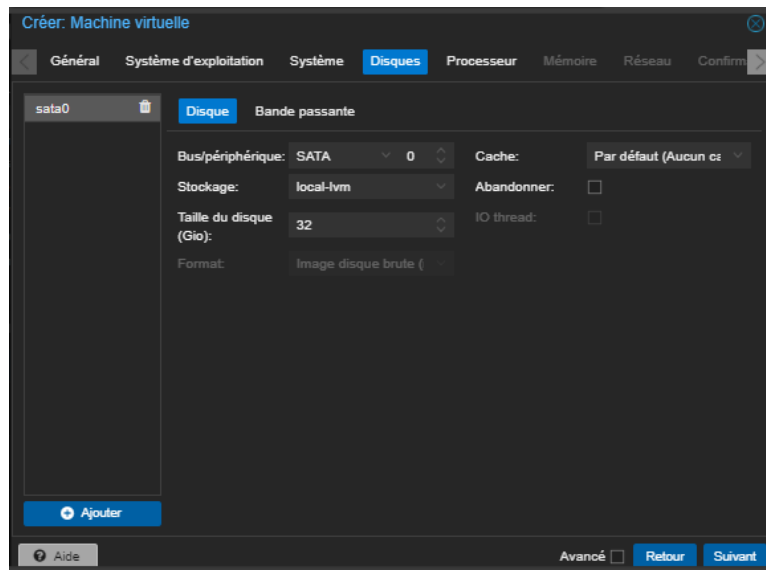 Créer: Machine virtuelle
Général Système d'exploitation Système Disques Processeur Mémoire Réseau Confirm
sata0
Disque Bande passante
Bus/périphérique: SATA 0 Cache: Par défaut (Aucun ca
Stockage: local-lvm Abandonner:
Taille du disque (Gio): 32 IO thread:
Format: Image disque brute (
Ajouter
Aide Avancé Retour Suivant